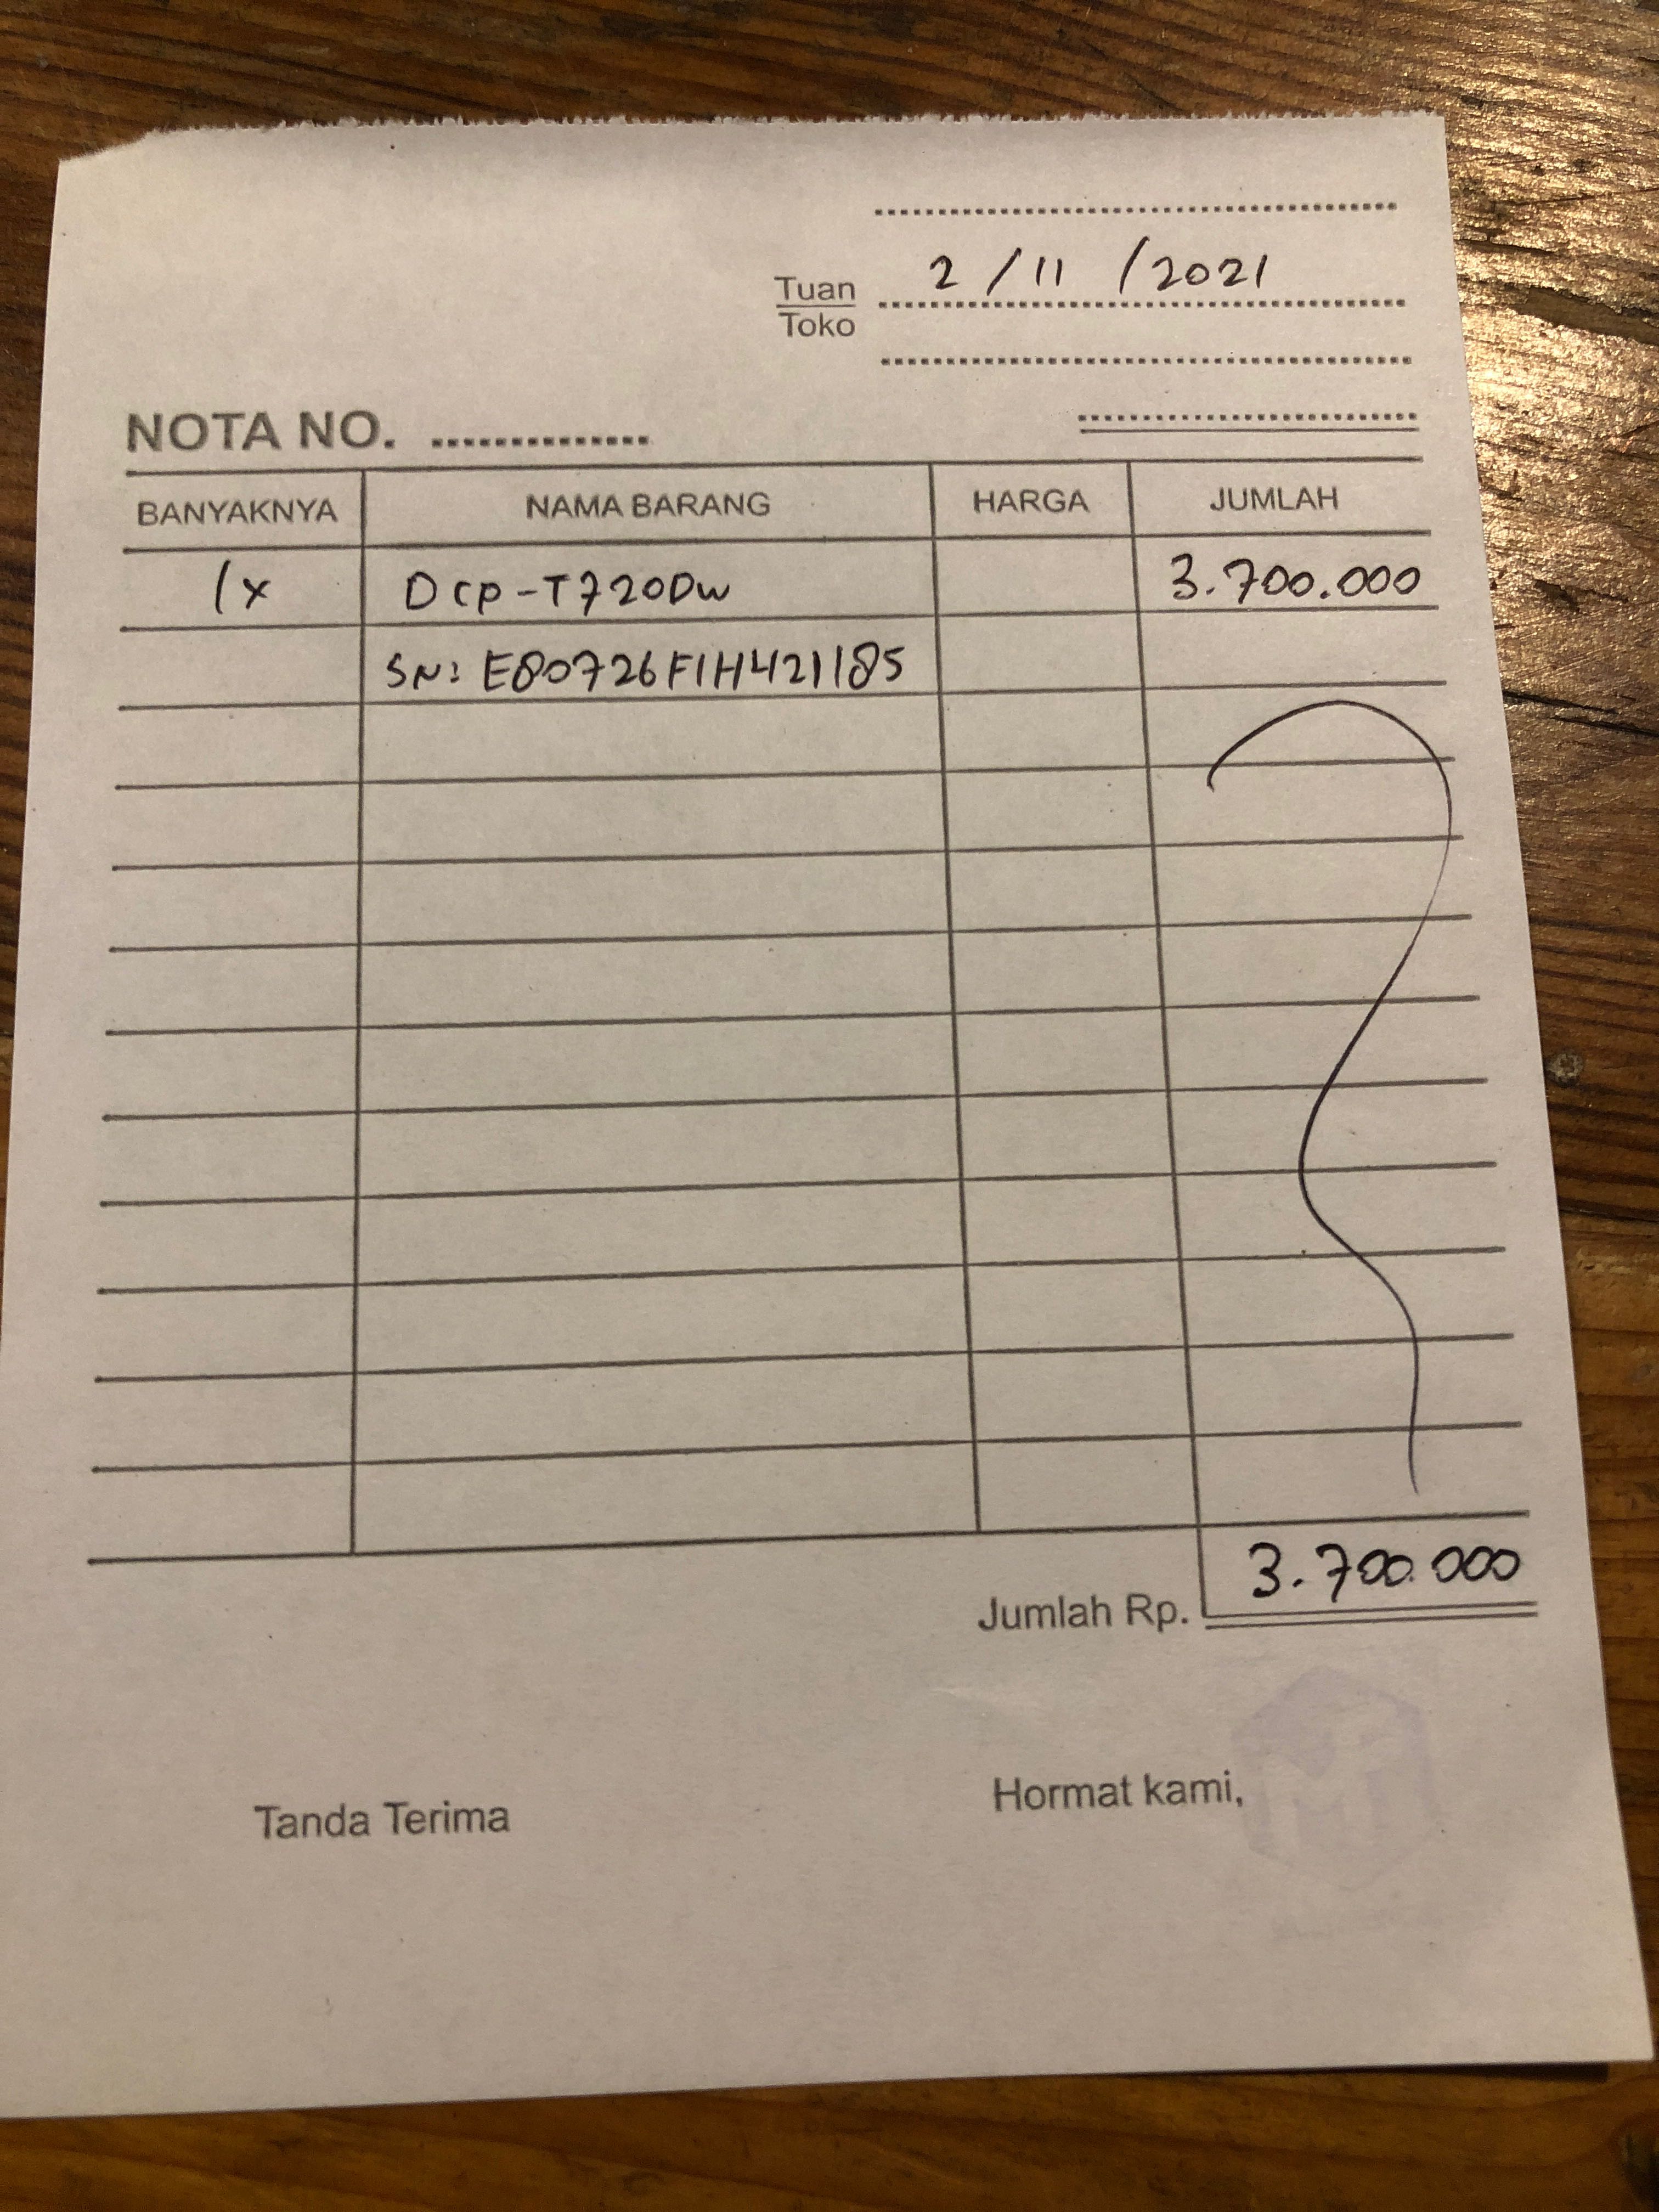 2 / 11 / 2021
Tuan
Toko
NOTA NO. ..............
BANYAKNYA NAMA BARANG HARGA JUMLAH
1x Dcp-T720Dw 3.700.000
SN: E80726F1H421185
Jumlah Rp. 3.700.000
Tanda Terima Hormat kami,